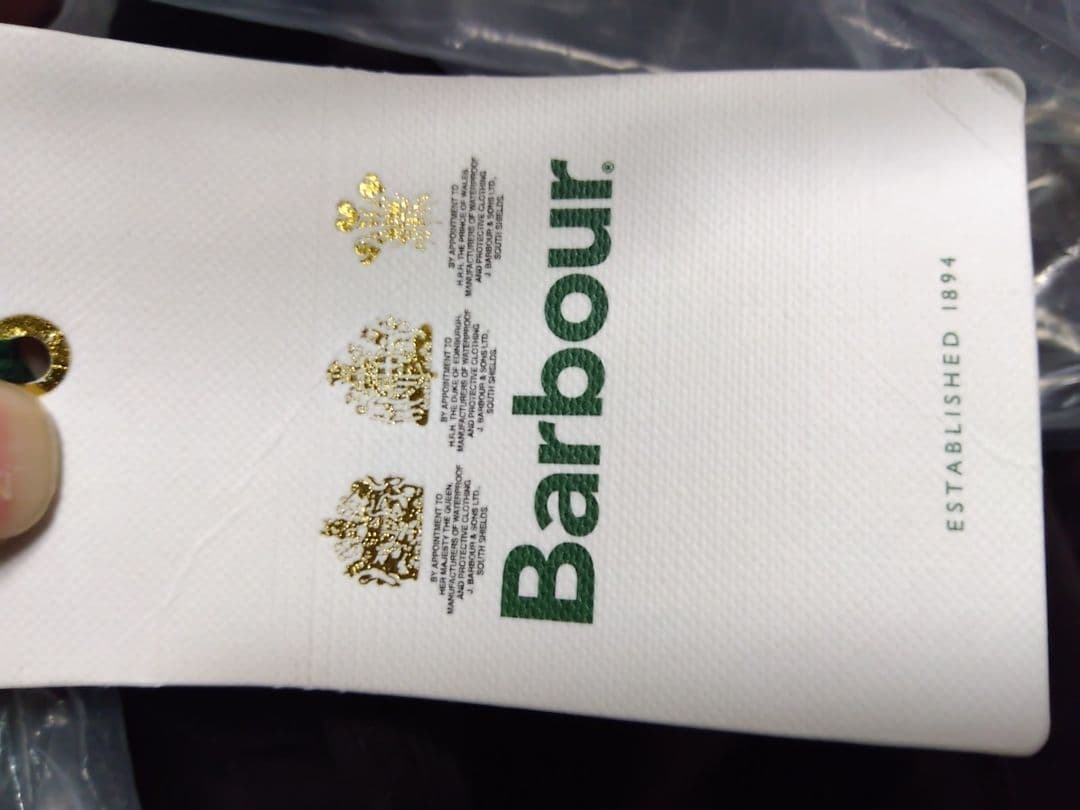 BY APPOINTMENT TO
HER MAJESTY THE QUEEN,
MANUFACTURERS OF WATERPROOF
AND PROTECTIVE CLOTHING
J. BARBOUR & SONS LTD.,
SOUTH SHIELDS.
BY APPOINTMENT TO
H.R.H. THE DUKE OF EDINBURGH,
MANUFACTURERS OF WATERPROOF
AND PROTECTIVE CLOTHING
J. BARBOUR & SONS LTD.,
SOUTH SHIELDS.
BY APPOINTMENT TO
H.R.H. THE PRINCE OF WALES,
MANUFACTURERS OF WATERPROOF
AND PROTECTIVE CLOTHING
J. BARBOUR & SONS LTD.,
SOUTH SHIELDS.
Barbour®
ESTABLISHED 1894